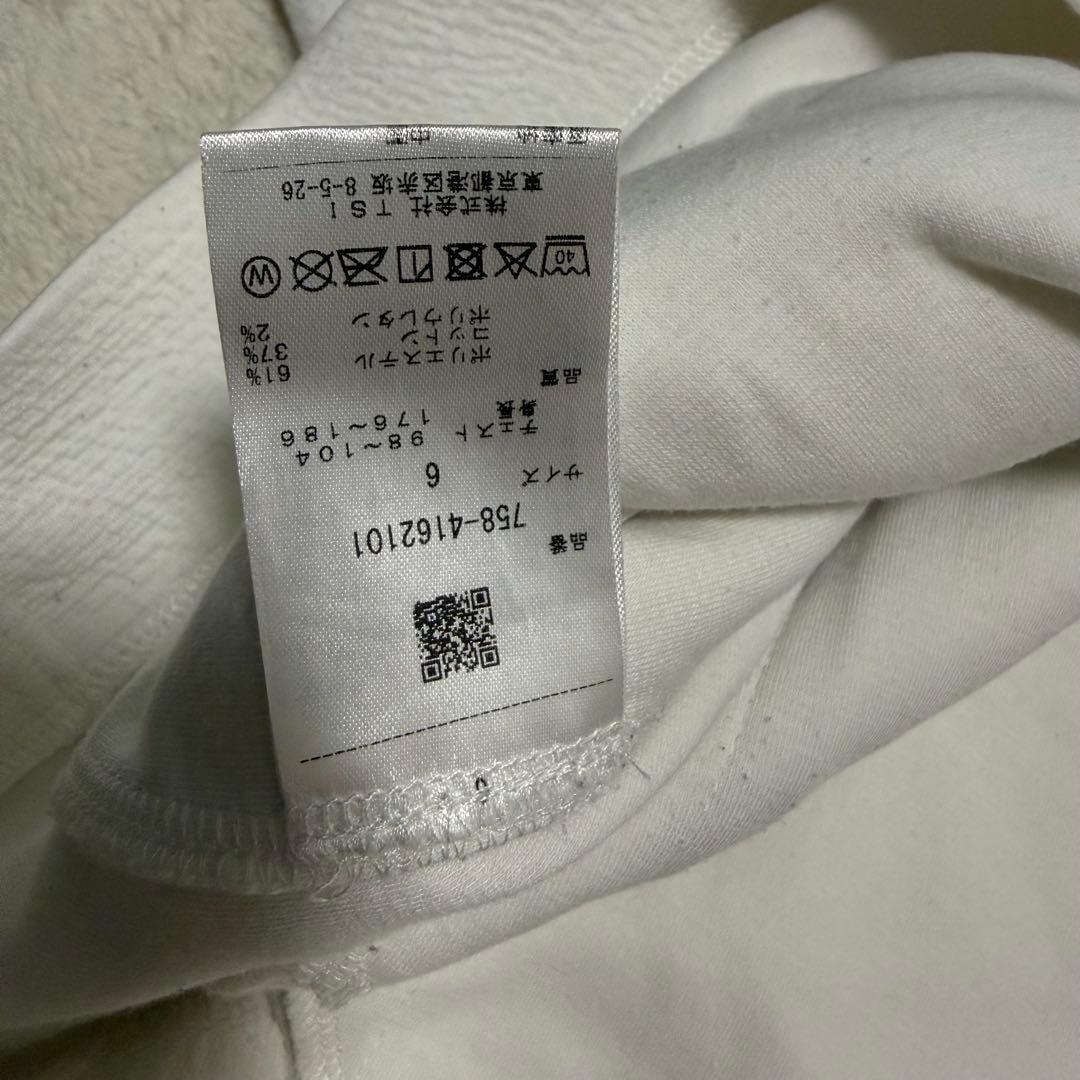 品番 758-4162101
サイズ 6
チェスト 98~104
身長 176~186
品質
ポリエステル 61%
コットン 37%
ポリウレタン 2%
40
W
株式会社 TSI
東京都港区赤坂 8-5-26